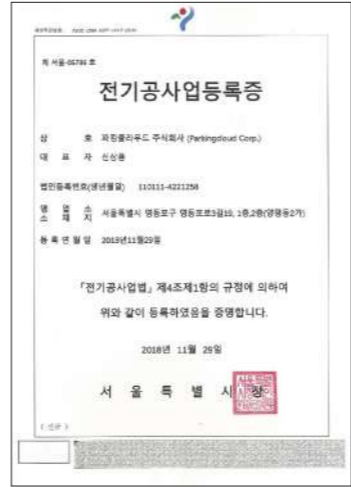 제 서울-05786 호
전기공사업등록증
상 호 파킹클라우드 주식회사 (Parkingcloud Corp.)
대 표 자 신상용
법인등록번호(생년월일) 110111-4221258
영 업 소
소 재 지 서울특별시 영등포구 영등포로3길19, 1층,2층(양평동2가)
등 록 연 월 일 2018년11월29일
「전기공사업법」 제4조제1항의 규정에 의하여
위와 같이 등록하였음을 증명합니다.
2018년 11월 29일
서 울 특 별 시 장
( 신규 )